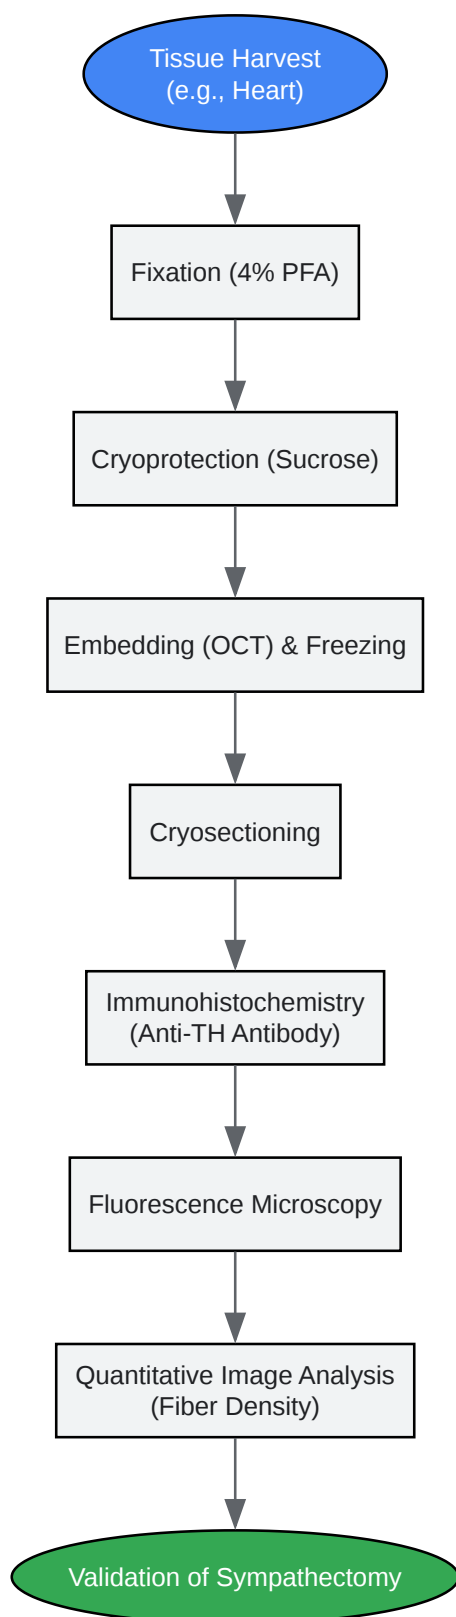 Tissue Harvest
(e.g., Heart)
Fixation (4% PFA)
Cryoprotection (Sucrose)
Embedding (OCT) & Freezing
Cryosectioning
Immunohistochemistry
(Anti-TH Antibody)
Fluorescence Microscopy
Quantitative Image Analysis
(Fiber Density)
Validation of Sympathectomy